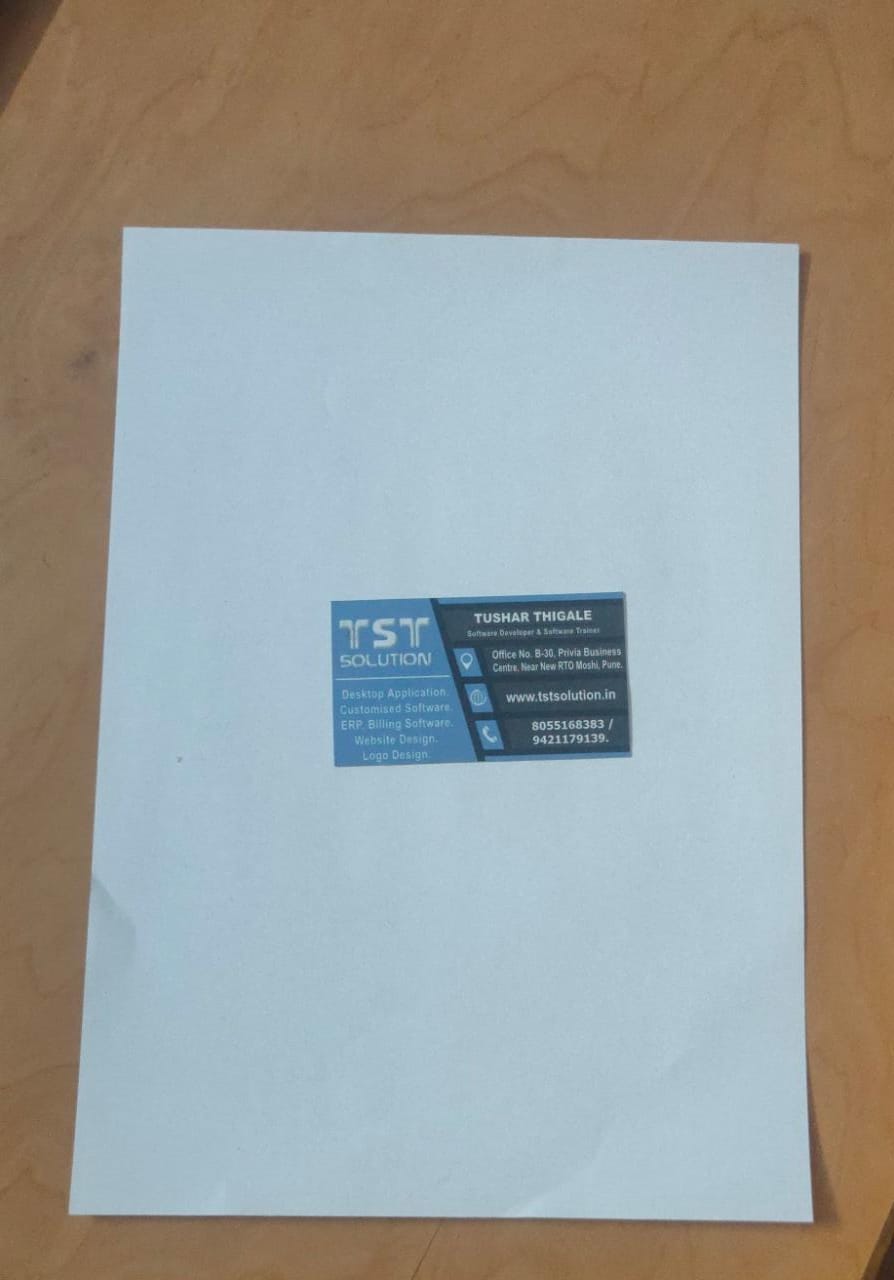 TST
SOLUTION
Desktop Application.
Customised Software.
ERP, Billing Software.
Website Design.
Logo Design.
TUSHAR THIGALE
Software Developer & Software Trainer
Office No. B-30, Privia Business
Centre, Near New RTO Moshi, Pune.
www.tstsolution.in
8055168383 /
9421179139.